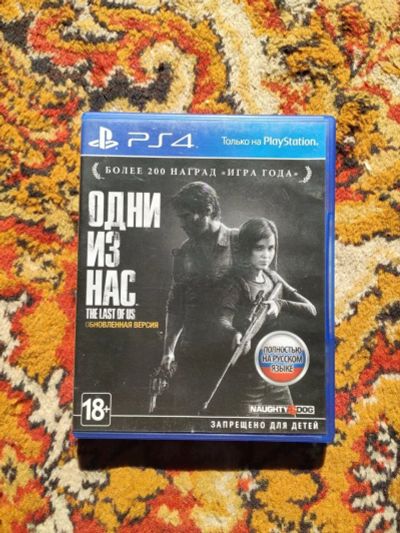 PS4
Только на PlayStation.
БОЛЕЕ 200 НАГРАД «ИГРА ГОДА»
ОДНИ
ИЗ
НАС
THE LAST OF US
ОБНОВЛЕННАЯ ВЕРСИЯ
ПОЛНОСТЬЮ
НА РУССКОМ
ЯЗЫКЕ
18+
NAUGHTY DOG
ЗАПРЕЩЕНО ДЛЯ ДЕТЕЙ